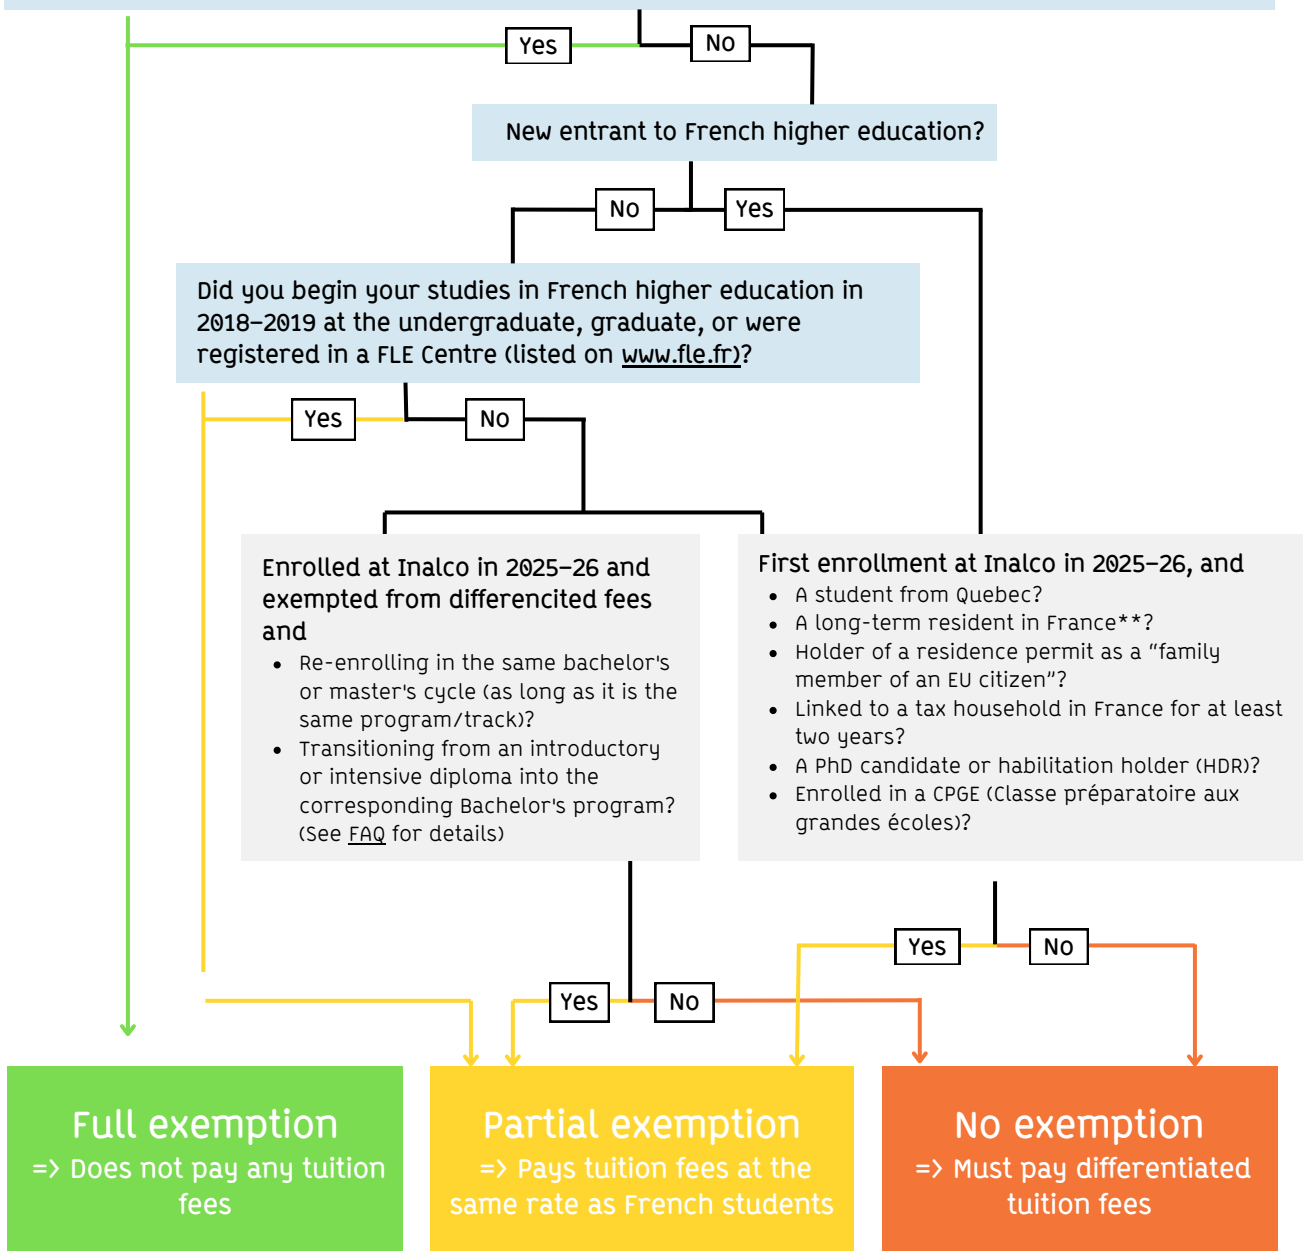 Yes
No
New entrant to French higher education?
No
Yes
Did you begin your studies in French higher education in
2018–2019 at the undergraduate, graduate, or were
registered in a FLE Centre (listed on www.fle.fr)?
Yes
No
Enrolled at Inalco in 2025–26 and
exempted from differencited fees
and
• Re-enrolling in the same bachelor's
or master's cycle (as long as it is the
same program/track)?
• Transitioning from an introductory
or intensive diploma into the
corresponding Bachelor's program?
(See FAQ for details)
First enrollment at Inalco in 2025–26, and
• A student from Quebec?
• A long-term resident in France**?
• Holder of a residence permit as a “family
member of an EU citizen”?
• Linked to a tax household in France for at least
two years?
• A PhD candidate or habilitation holder (HDR)?
• Enrolled in a CPGE (Classe préparatoire aux
grandes écoles)?
Yes
No
Yes
No
Full exemption
=> Does not pay any tuition
fees
Partial exemption
=> Pays tuition fees at the
same rate as French students
No exemption
=> Must pay differentiated
tuition fees